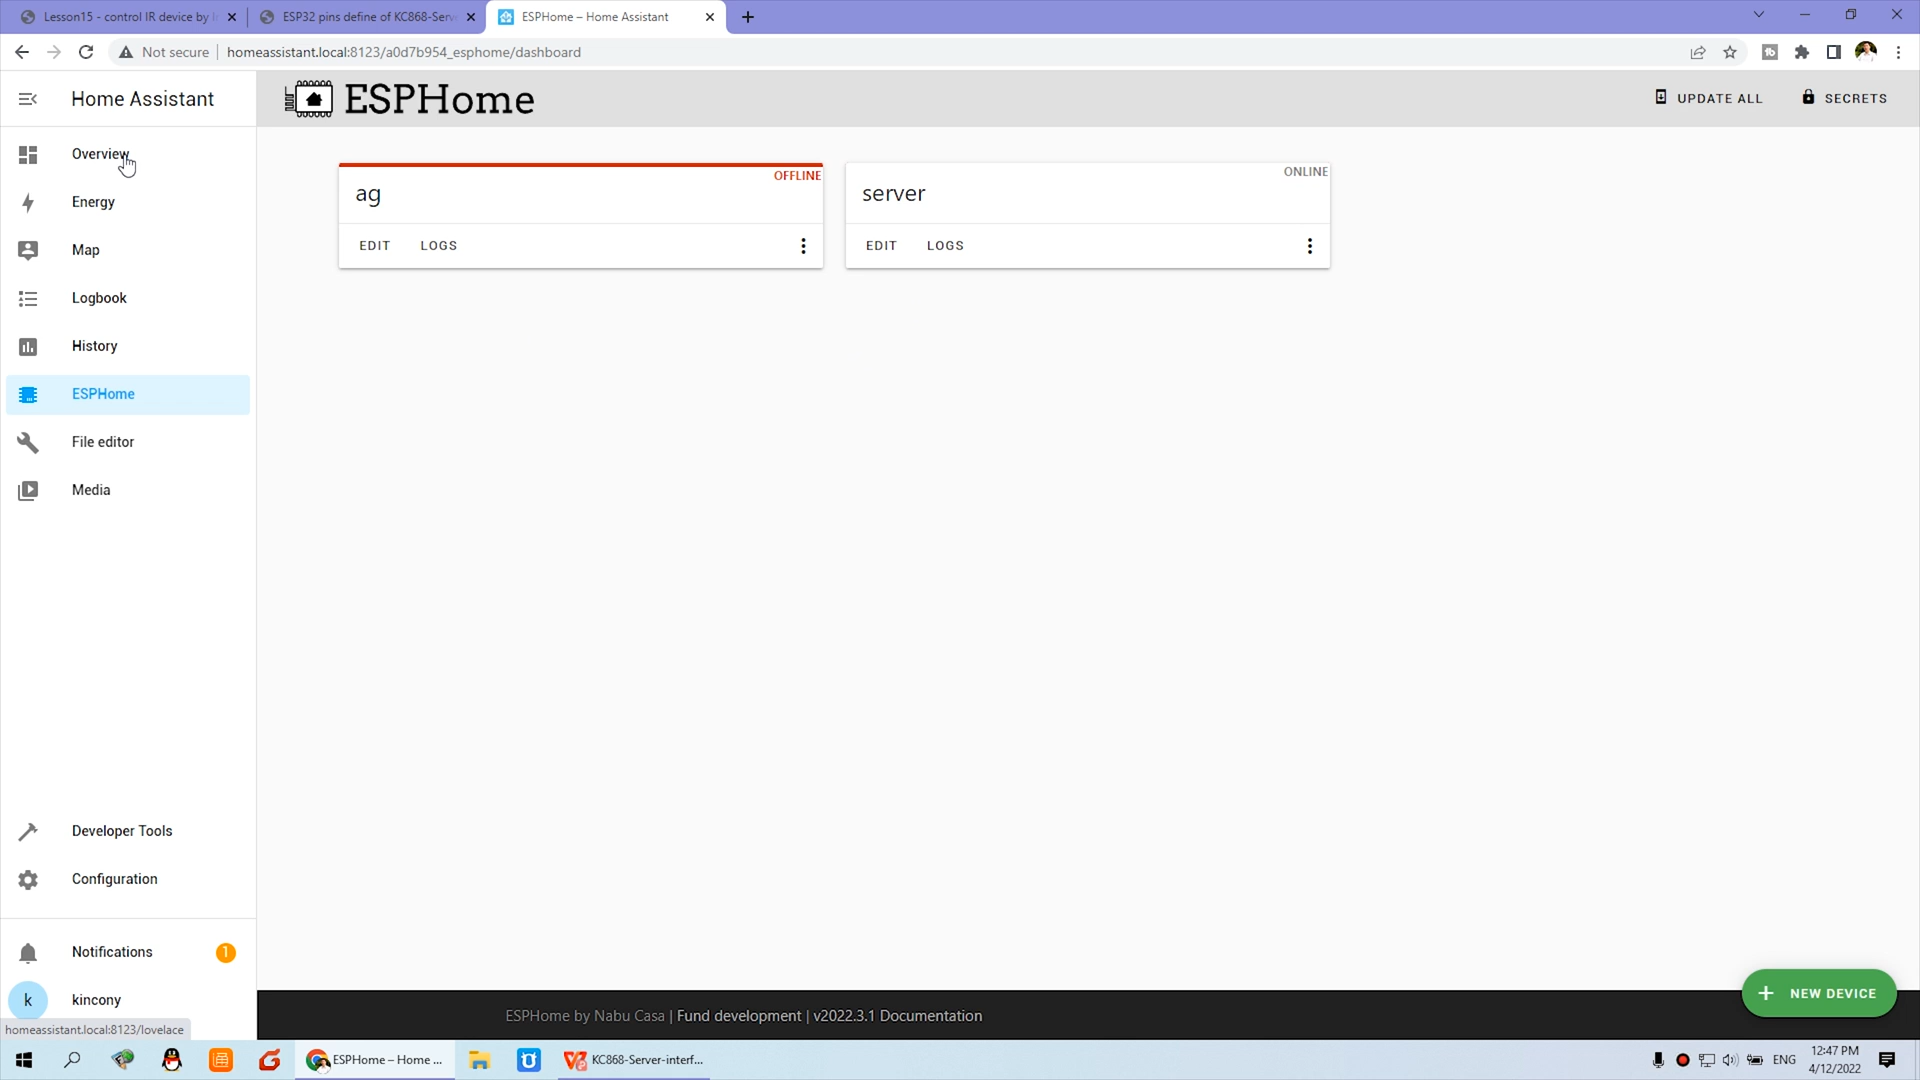 Lesson15 - control IR device by I
ESP32 pins define of KC868-Serv
ESPHome – Home Assistant
Not secure
homeassistant.local:8123/a0d7b954_esphome/dashboard
Home Assistant
ESPHome
UPDATE ALL
SECRETS
Overview
Energy
Map
Logbook
History
ESPHome
File editor
Media
OFFLINE
ag
EDIT
LOGS
ONLINE
server
EDIT
LOGS
Developer Tools
Configuration
Notifications
1
k
kincony
homeassistant.local:8123/lovelace
NEW DEVICE
ESPHome by Nabu Casa | Fund development | v2022.3.1 Documentation
ESPHome – Home ...
KC868-Server-interf...
ENG
12:47 PM
4/12/2022